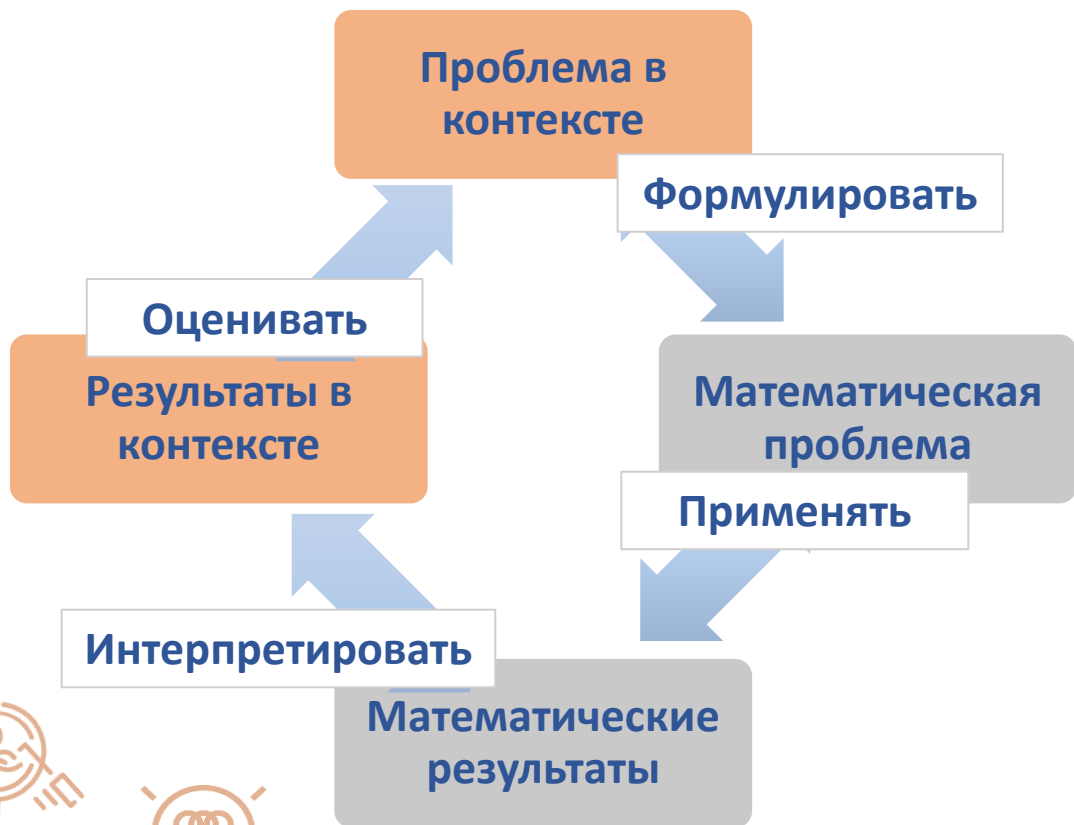 Проблема в
контексте
Формулировать
Оценивать
Результаты в
контексте
Математическая
проблема
Применять
Интерпретировать
Математические
результаты